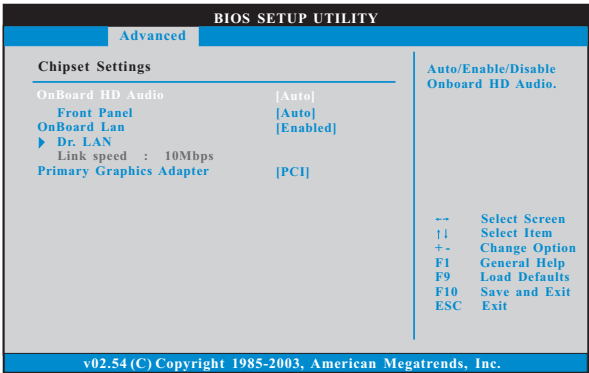 BIOS SETUP UTILITY
Advanced
Chipset Settings
OnBoard HD Audio [Auto]
Front Panel [Auto]
OnBoard Lan [Enabled]
Dr. LAN
Link speed : 10Mbps
Primary Graphics Adapter [PCI]
Auto/Enable/Disable
Onboard HD Audio.
←→ Select Screen
↑↓ Select Item
+- Change Option
F1 General Help
F9 Load Defaults
F10 Save and Exit
ESC Exit
v02.54 (C) Copyright 1985-2003, American Megatrends, Inc.